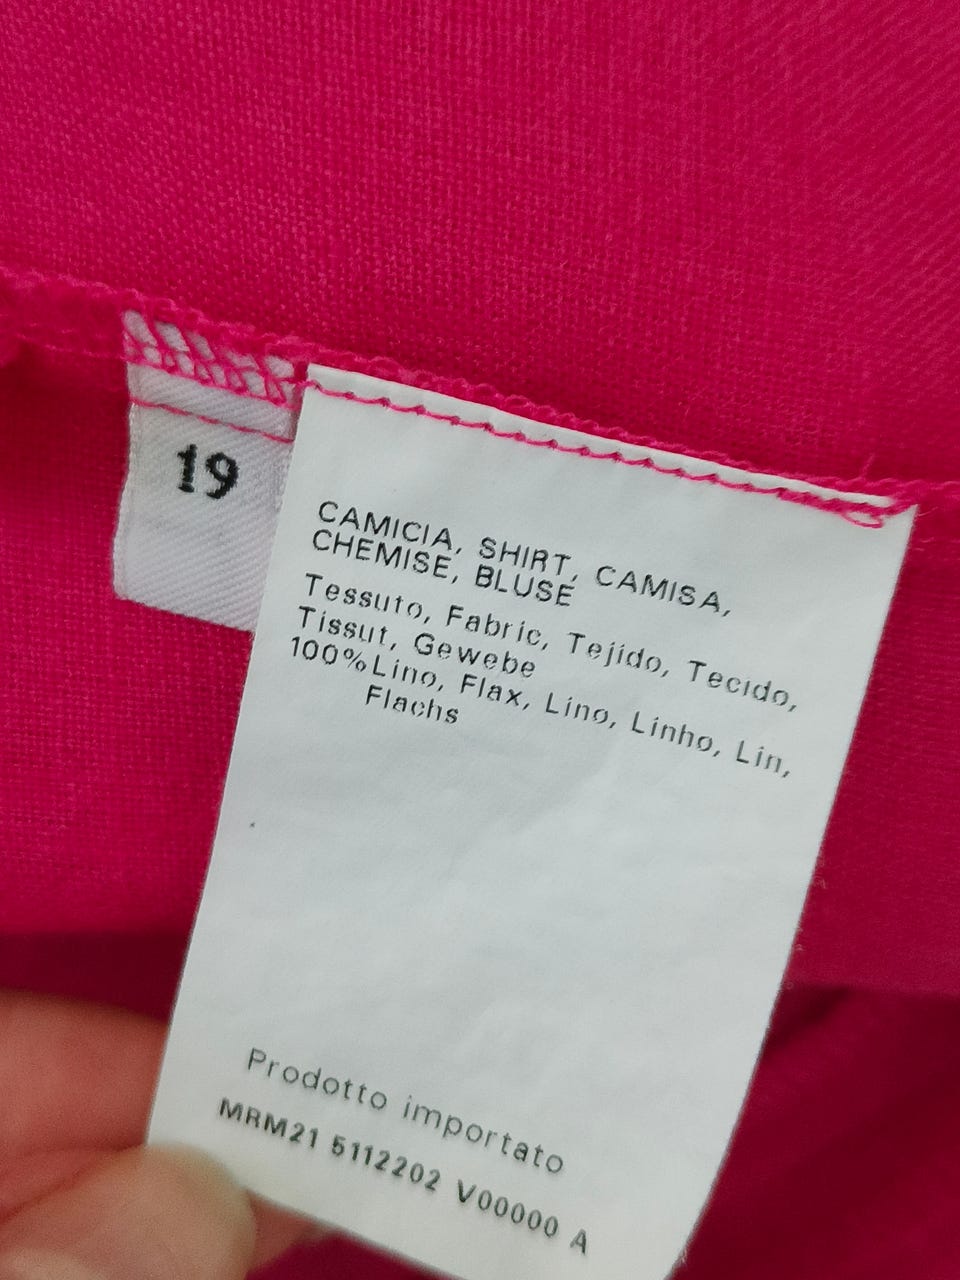 19
CAMICIA, SHIRT, CAMISA,
CHEMISE, BLUSE
Tessuto, Fabric, Tejido, Tecido,
Tissut, Gewebe
100%Lino, Flax, Lino, Linho, Lin,
Flachs
Prodotto importato
MRM21 5112202 V00000 A